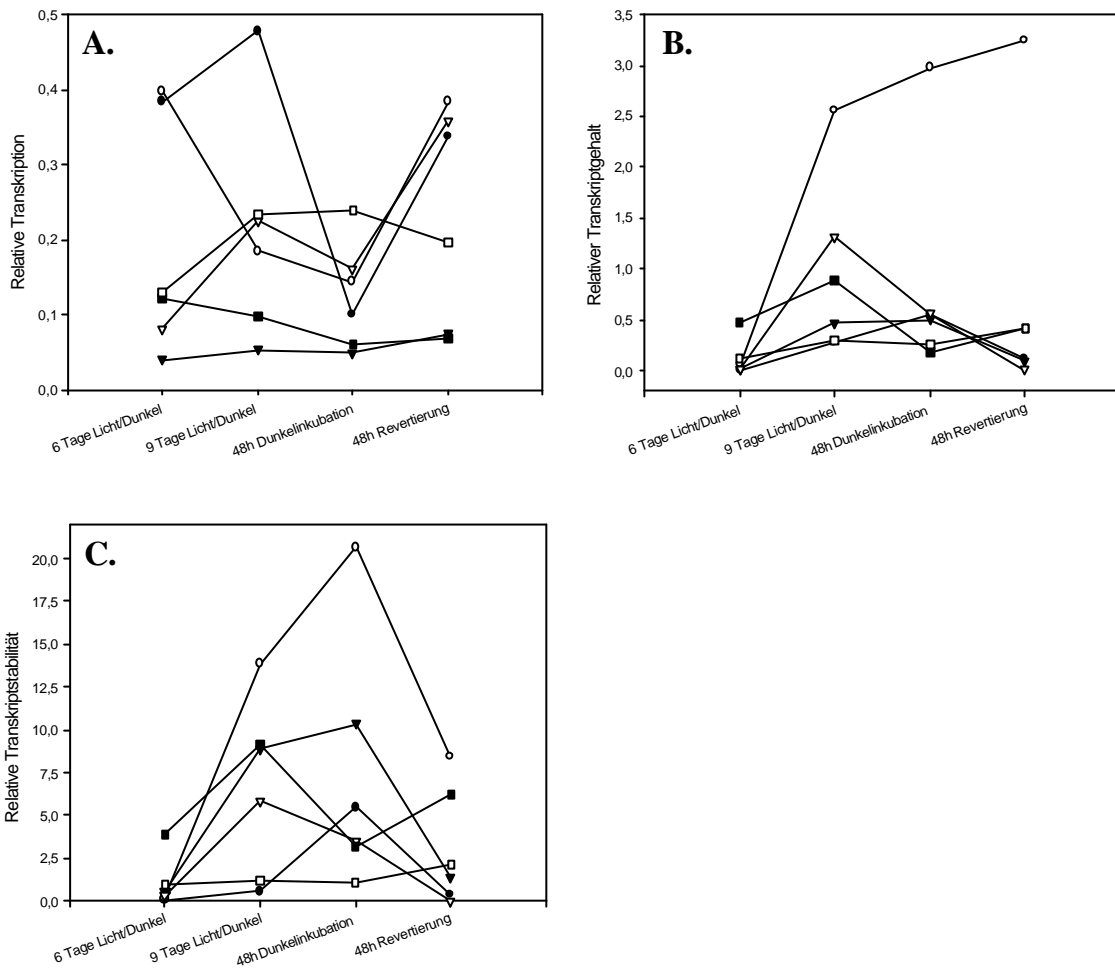 A.
Relative Transkription
0,5
0,4
0,3
0,2
0,1
0,0
6 Tage Licht/Dunkel
9 Tage Licht/Dunkel
48h Dunkelinkubation
48h Revertierung
B.
Relativer Transkriptgehalt
3,5
3,0
2,5
2,0
1,5
1,0
0,5
0,0
6 Tage Licht/Dunkel
9 Tage Licht/Dunkel
48h Dunkelinkubation
48h Revertierung
C.
Relative Transkriptstabilität
20,0
17,5
15,0
12,5
10,0
7,5
5,0
2,5
0,0
6 Tage Licht/Dunkel
9 Tage Licht/Dunkel
48h Dunkelinkubation
48h Revertierung